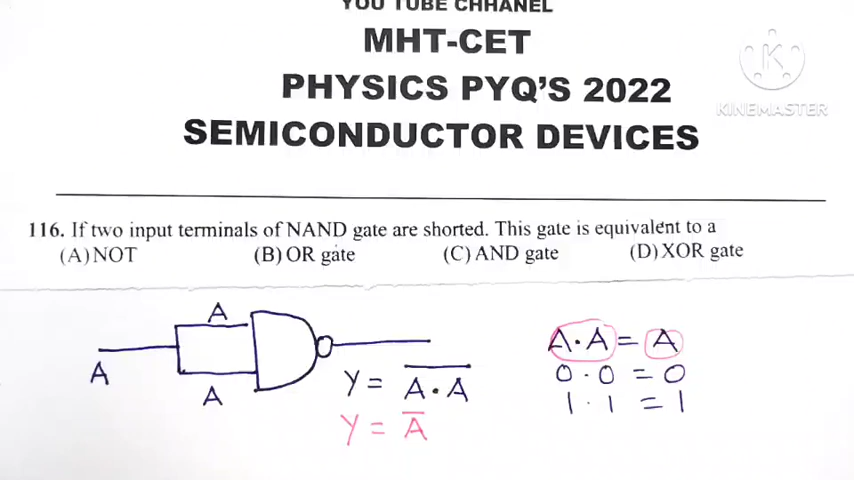 YOU TUBE CHHANEL
MHT-CET
PHYSICS PYQ'S 2022
SEMICONDUCTOR DEVICES
K
KINEMASTER
116. If two input terminals of NAND gate are shorted. This gate is equivalent to a
(A) NOT (B) OR gate (C) AND gate (D) XOR gate
A
A
A
Y = \overline{A · A}
Y = \overline{A}
A · A = A
0 · 0 = 0
1 · 1 = 1